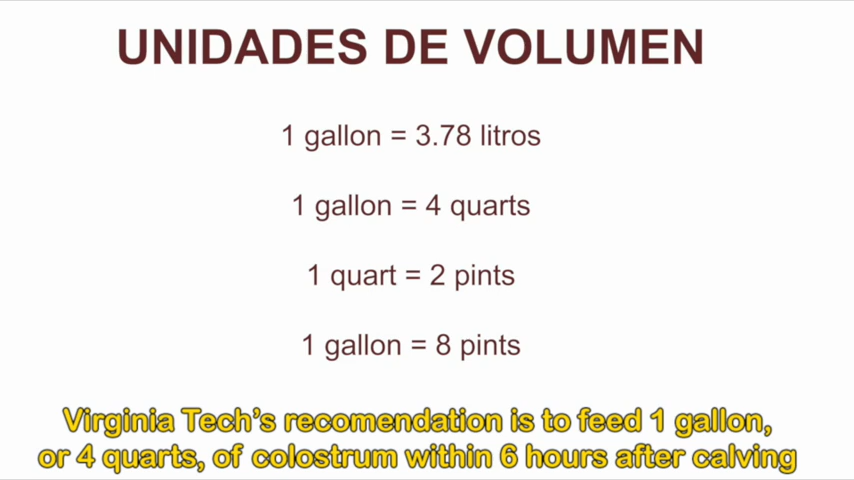 UNIDADES DE VOLUMEN
1 gallon = 3.78 litros
1 gallon = 4 quarts
1 quart = 2 pints
1 gallon = 8 pints
Virginia Tech's recomendation is to feed 1 gallon,
or 4 quarts, of colostrum within 6 hours after calving